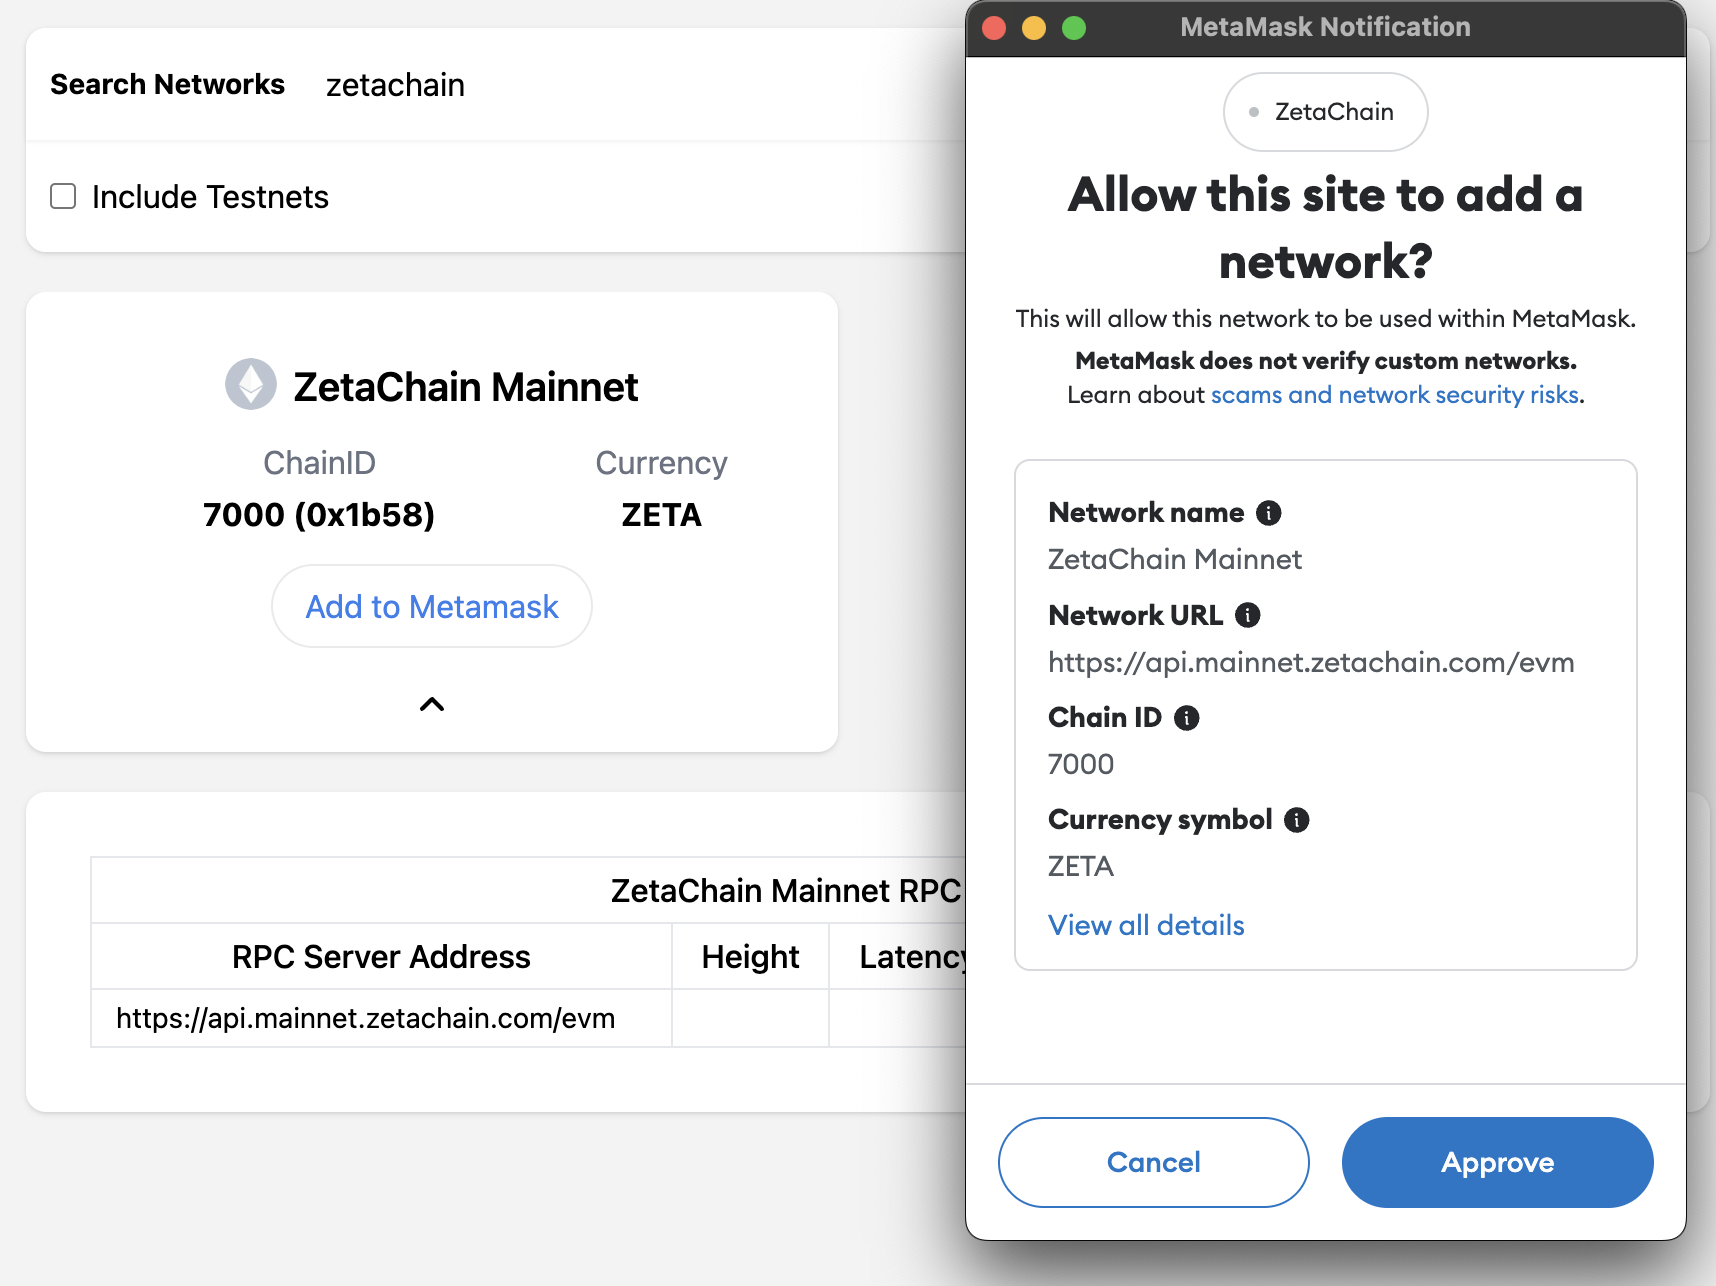 Search Networks zetachain
Include Testnets
ZetaChain Mainnet
ChainID Currency
7000 (0x1b58) ZETA
Add to Metamask
ZetaChain Mainnet RPC
RPC Server Address Height Latency
https://api.mainnet.zetachain.com/evm
MetaMask Notification
ZetaChain
Allow this site to add a
network?
This will allow this network to be used within MetaMask.
MetaMask does not verify custom networks.
Learn about scams and network security risks.
Network name
ZetaChain Mainnet
Network URL
https://api.mainnet.zetachain.com/evm
Chain ID
7000
Currency symbol
ZETA
View all details
Cancel Approve